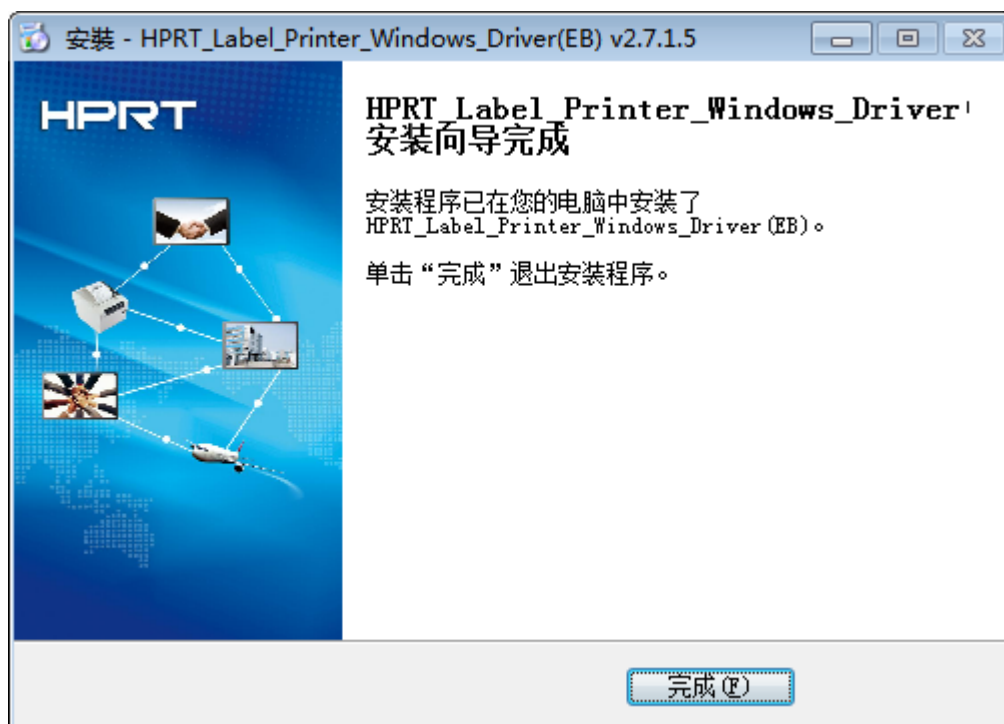 安裝 - HPRT_Label_Printer_Windows_Driver(EB) v2.7.1.5
HPRT
HPRT_Label_Printer_Windows_Driver
安装向导完成
安装程序已在您的电脑中安装了
HPRT_Label_Printer_Windows_Driver(EB)。
单击“完成”退出安装程序。
完成(F)